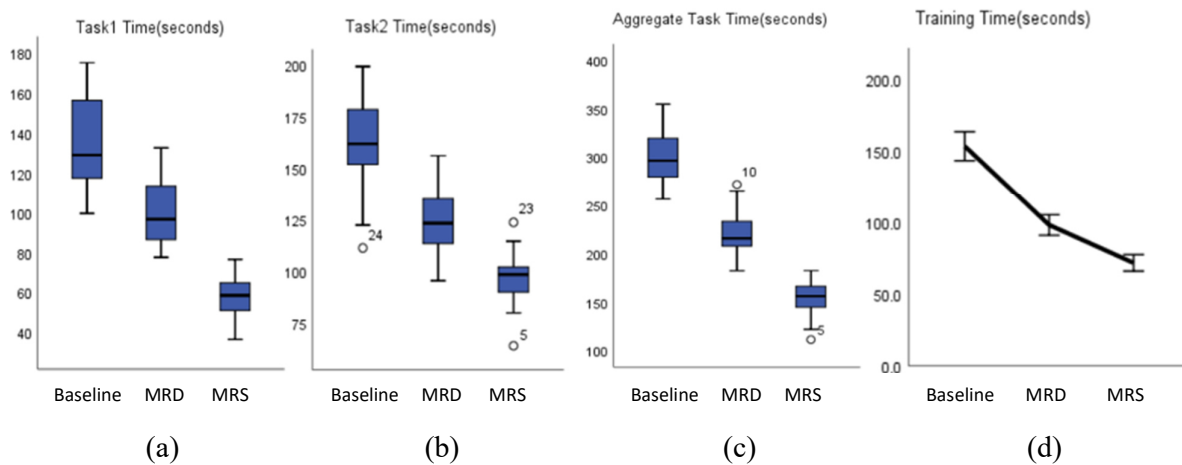 Task1 Time(seconds)
180
160
140
120
100
80
60
40
Baseline MRD MRS
(a)
Task2 Time(seconds)
200
175
150
125
100
75
24
23
5
Baseline MRD MRS
(b)
Aggregate Task Time(seconds)
400
350
300
250
200
150
100
10
5
Baseline MRD MRS
(c)
Training Time(seconds)
200.0
150.0
100.0
50.0
0.0
Baseline MRD MRS
(d)